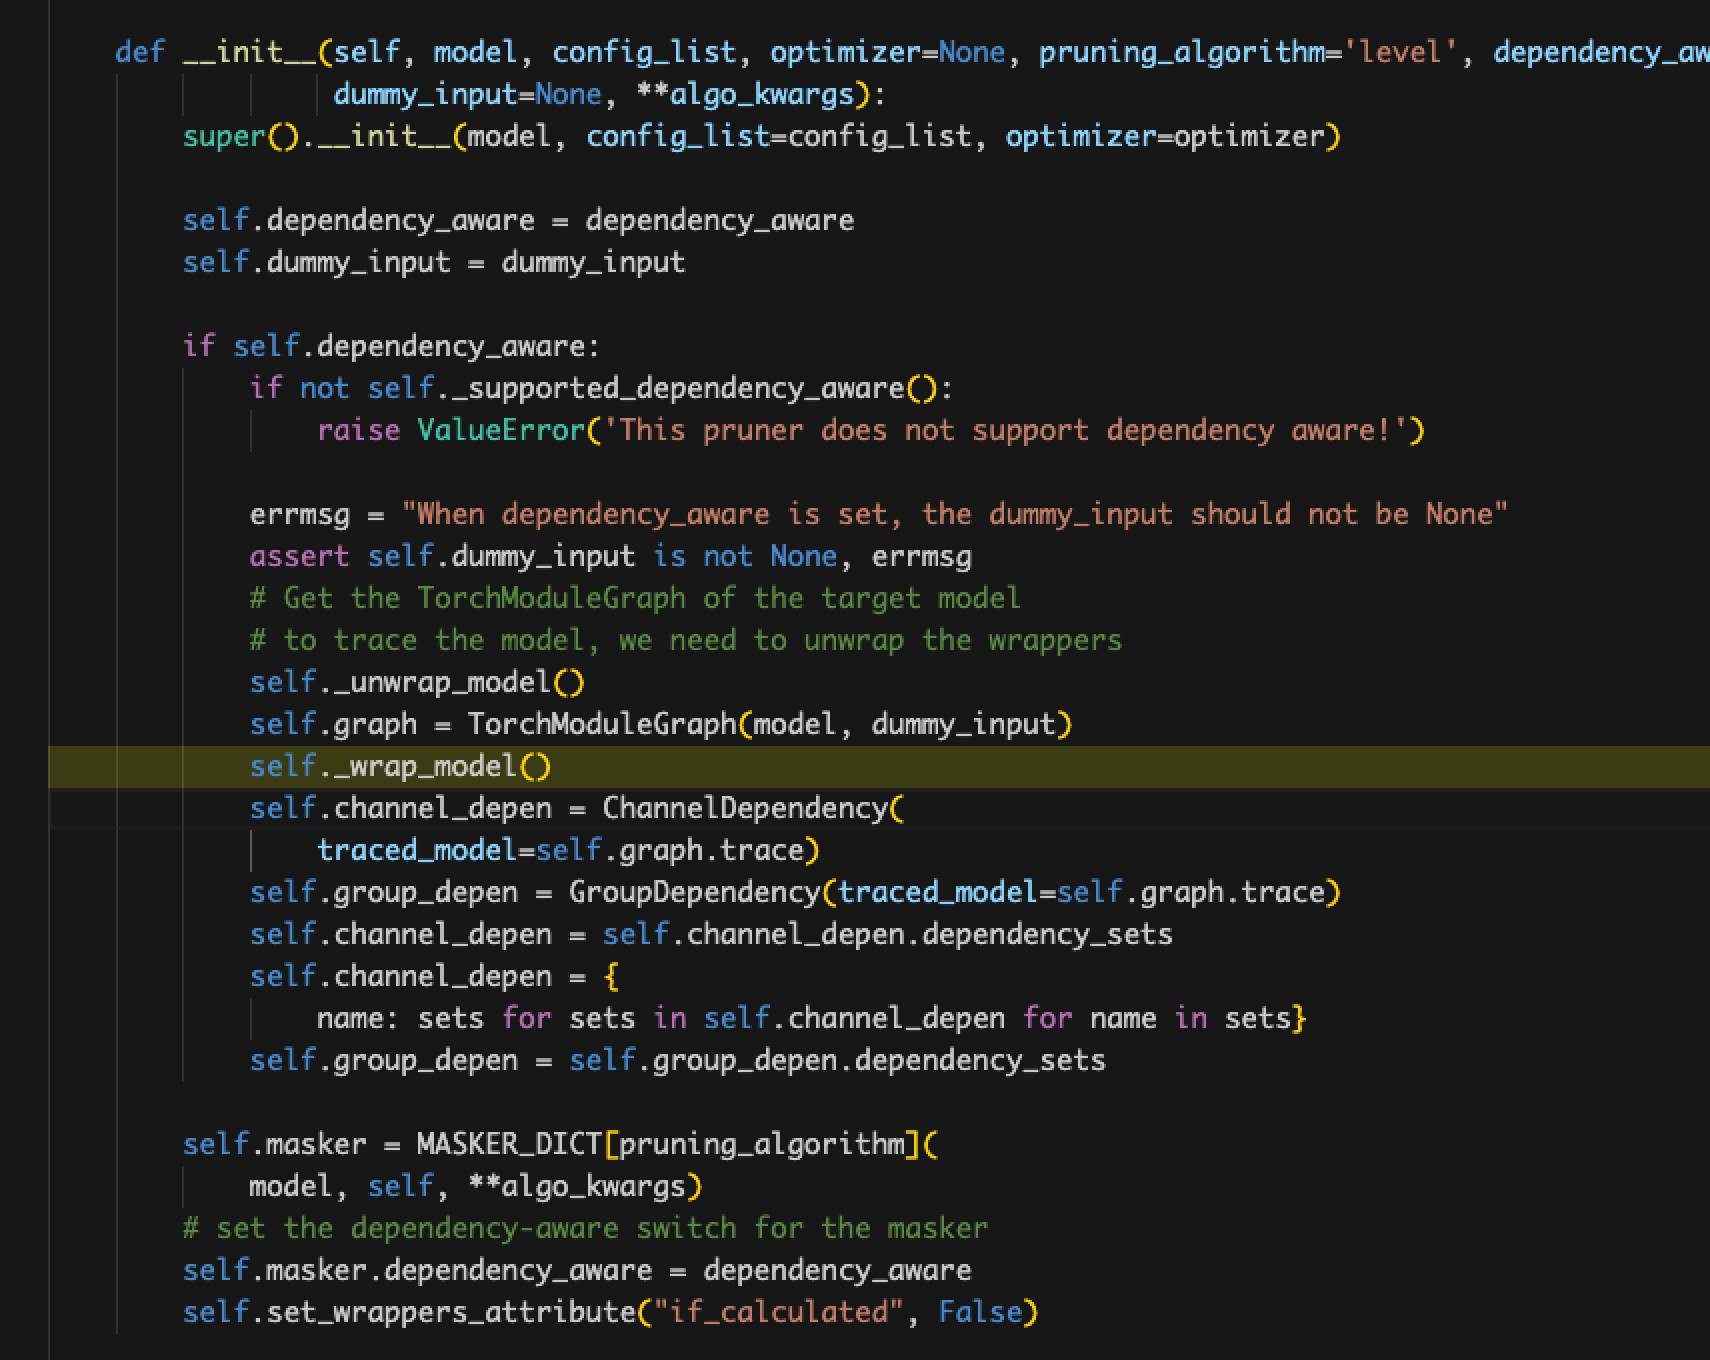 def __init__(self, model, config_list, optimizer=None, pruning_algorithm='level', dependency_aw
dummy_input=None, **algo_kwargs):
super().__init__(model, config_list=config_list, optimizer=optimizer)
self.dependency_aware = dependency_aware
self.dummy_input = dummy_input
if self.dependency_aware:
if not self._supported_dependency_aware():
raise ValueError('This pruner does not support dependency aware!')
errmsg = "When dependency_aware is set, the dummy_input should not be None"
assert self.dummy_input is not None, errmsg
# Get the TorchModuleGraph of the target model
# to trace the model, we need to unwrap the wrappers
self._unwrap_model()
self.graph = TorchModuleGraph(model, dummy_input)
self._wrap_model()
self.channel_depen = ChannelDependency(
traced_model=self.graph.trace)
self.group_depen = GroupDependency(traced_model=self.graph.trace)
self.channel_depen = self.channel_depen.dependency_sets
self.channel_depen = {
name: sets for sets in self.channel_depen for name in sets}
self.group_depen = self.group_depen.dependency_sets
self.masker = MASKER_DICT[pruning_algorithm](
model, self, **algo_kwargs)
# set the dependency-aware switch for the masker
self.masker.dependency_aware = dependency_aware
self.set_wrappers_attribute("if_calculated", False)